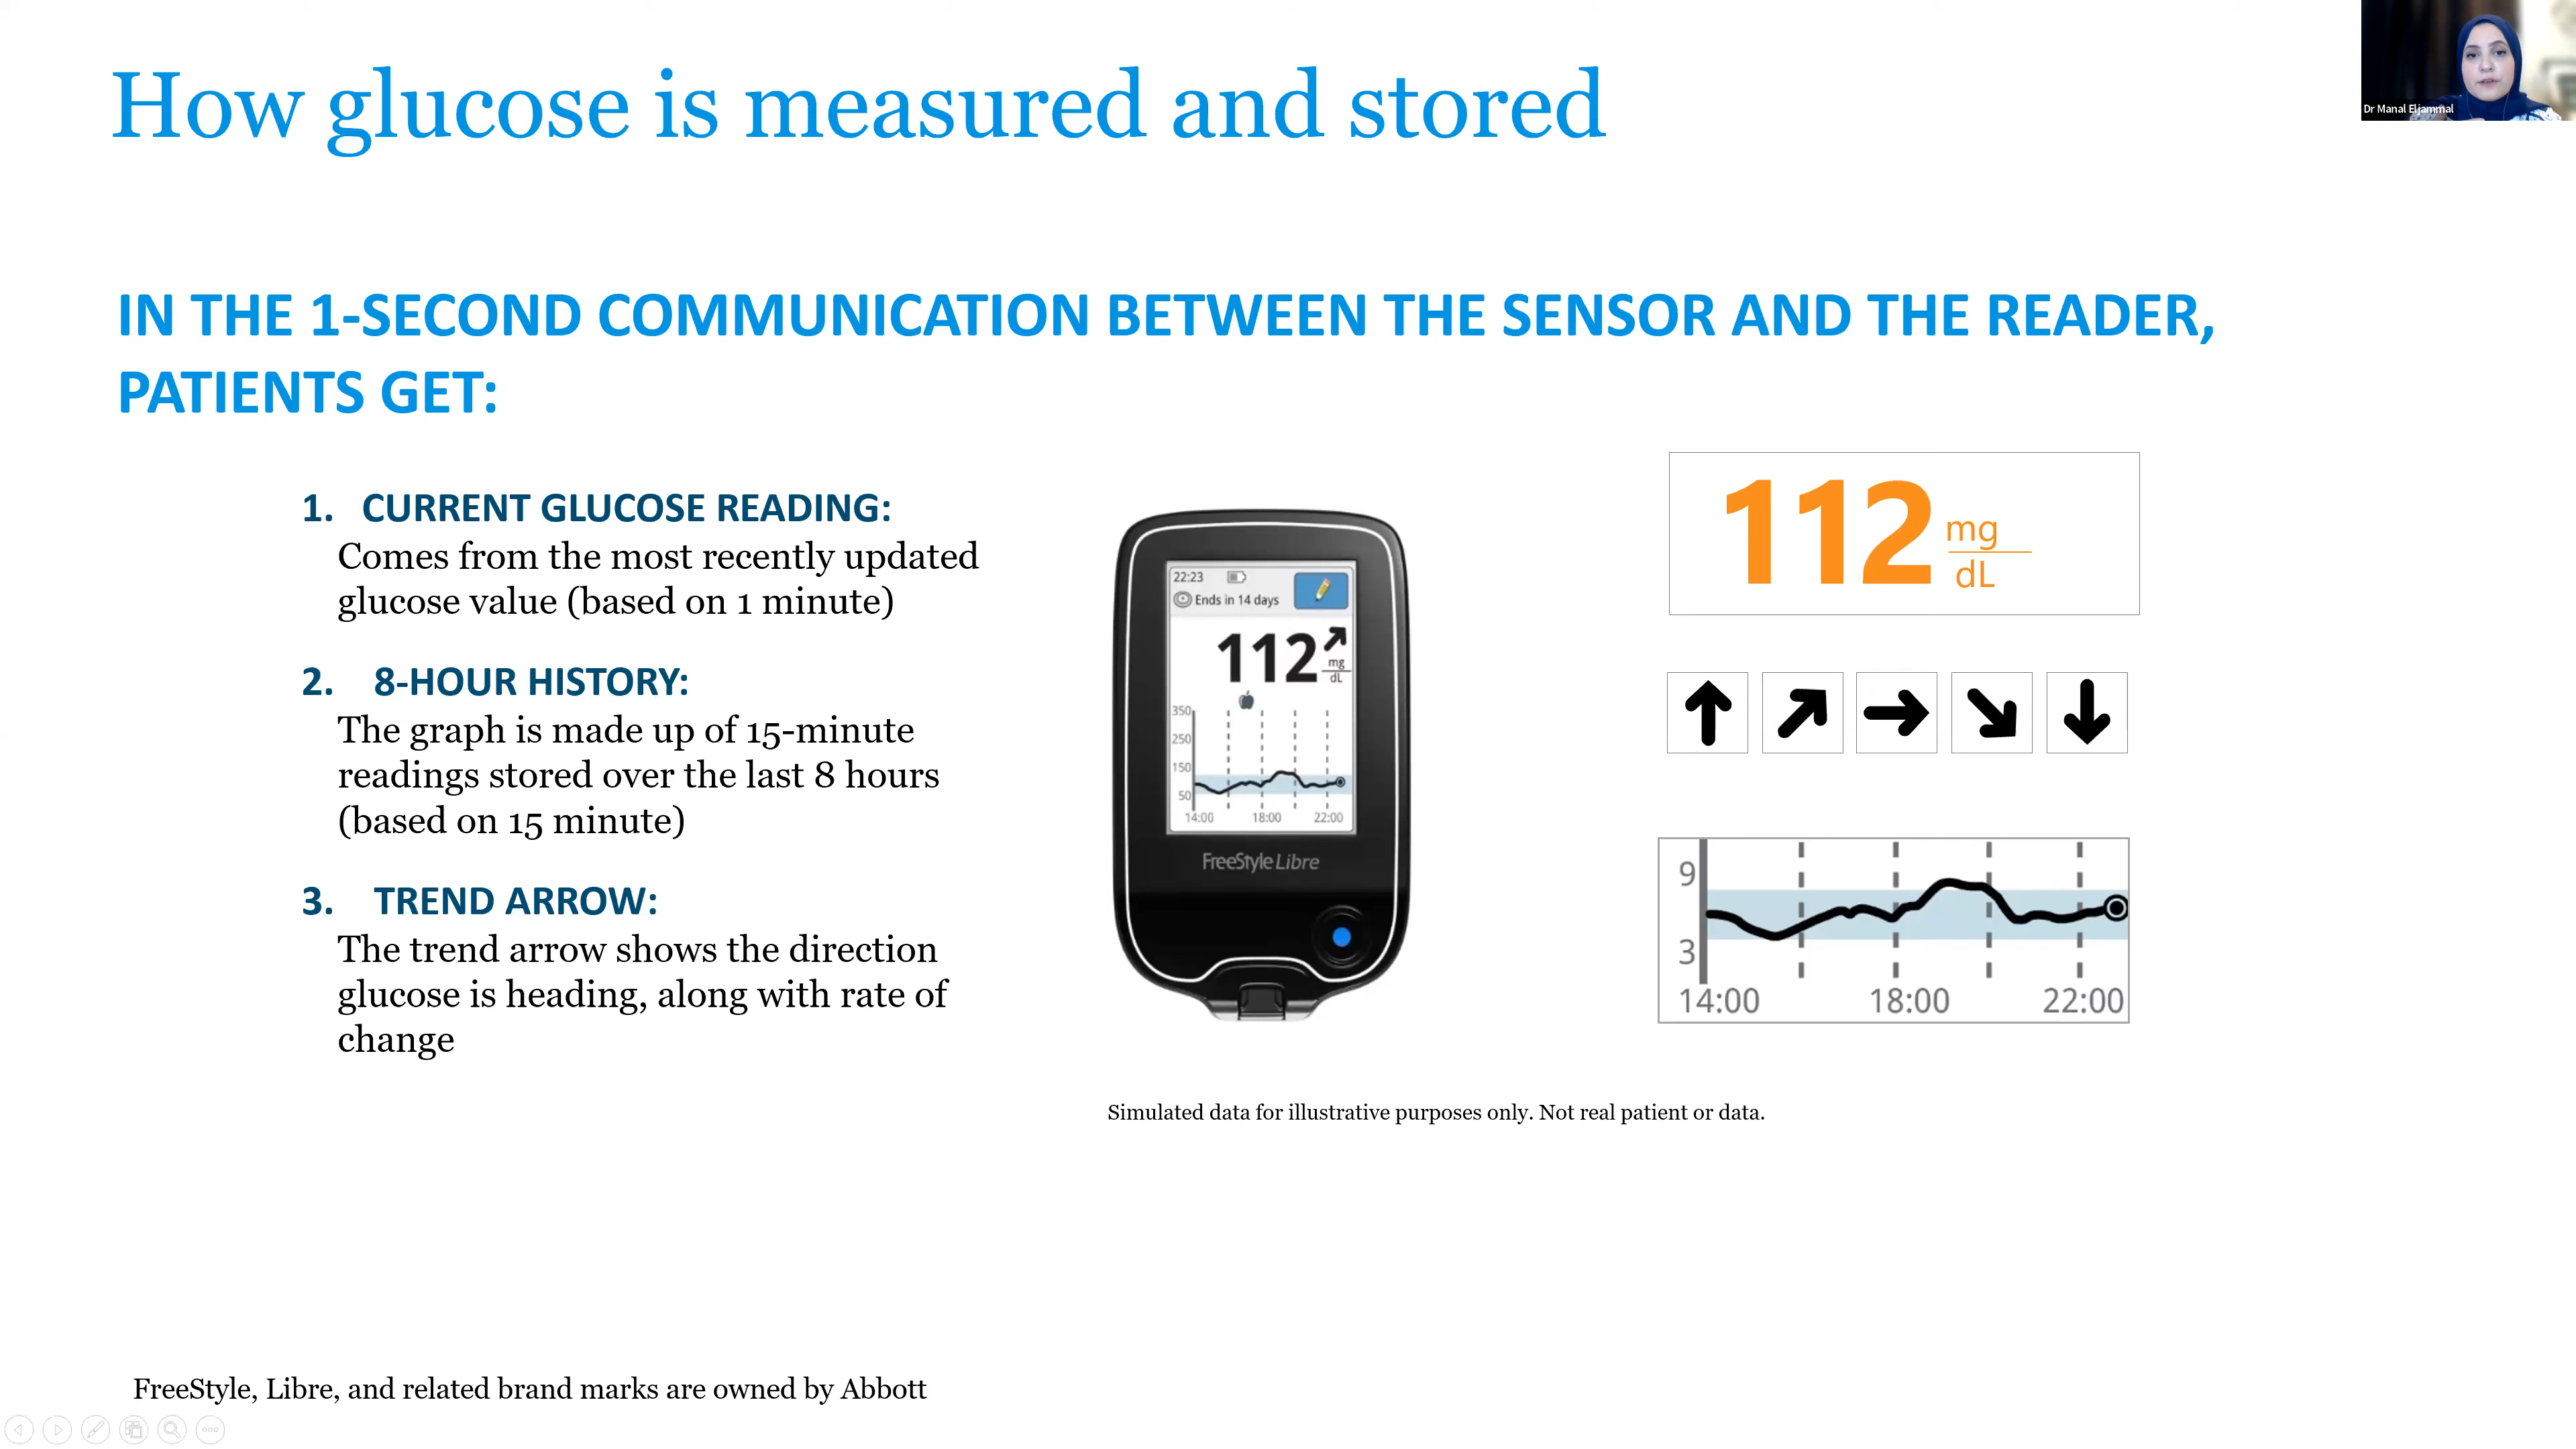 How glucose is measured and stored
Dr Manal Eljammal
IN THE 1-SECOND COMMUNICATION BETWEEN THE SENSOR AND THE READER,
PATIENTS GET:
1. CURRENT GLUCOSE READING:
Comes from the most recently updated
glucose value (based on 1 minute)
2. 8-HOUR HISTORY:
The graph is made up of 15-minute
readings stored over the last 8 hours
(based on 15 minute)
3. TREND ARROW:
The trend arrow shows the direction
glucose is heading, along with rate of
change
22:23
Ends in 14 days
112 mg
dL
350
250
150
50
14:00 18:00 22:00
FreeStyle Libre
112 mg
dL
9
3
14:00 18:00 22:00
Simulated data for illustrative purposes only. Not real patient or data.
FreeStyle, Libre, and related brand marks are owned by Abbott